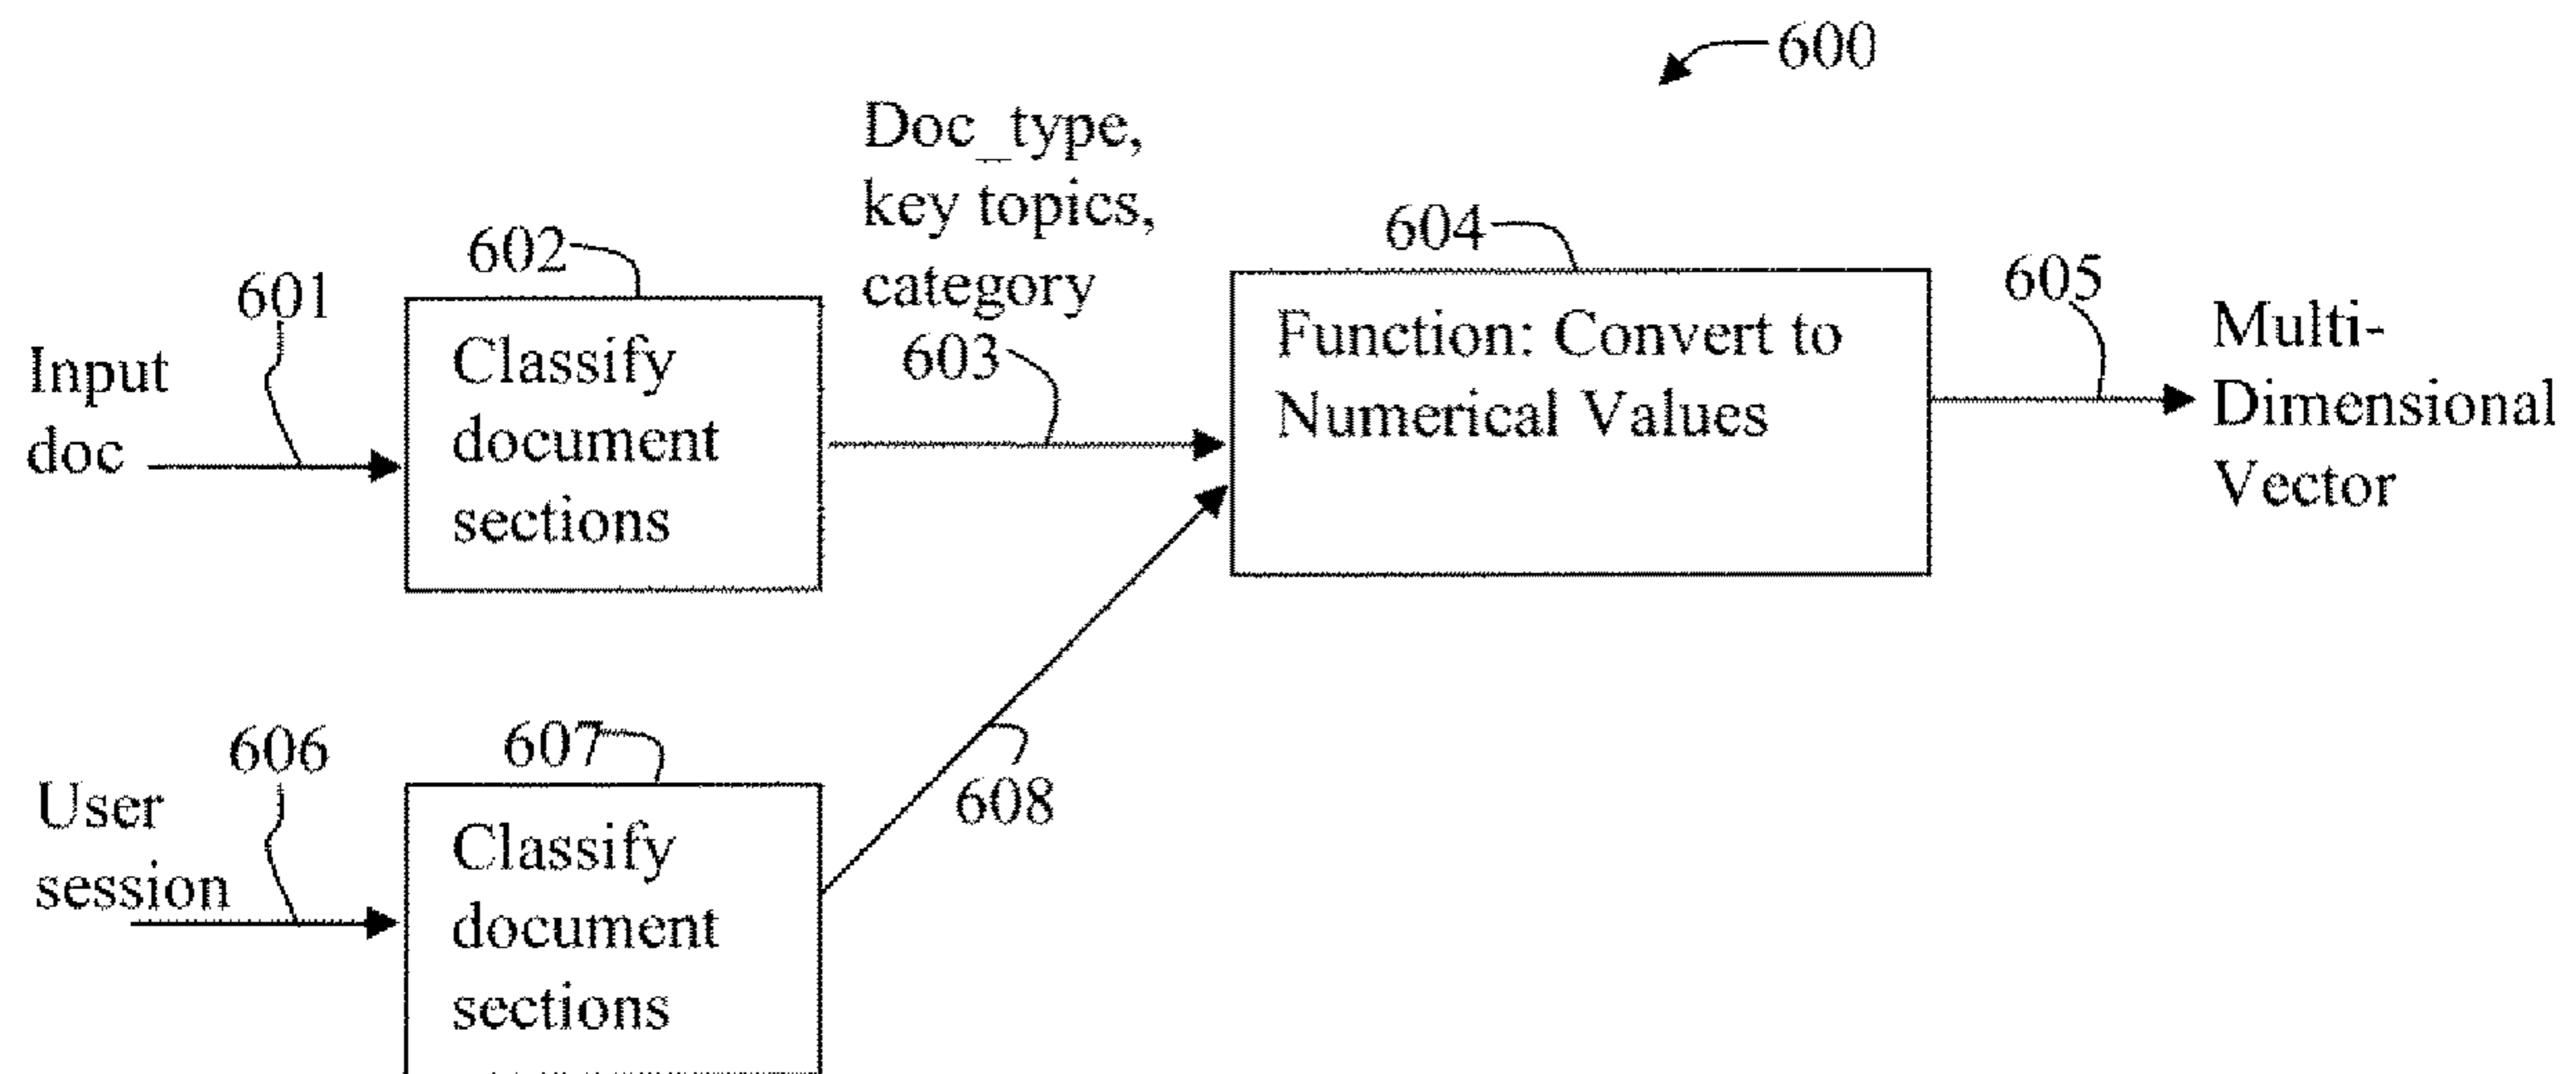 600
Doc_type,
key topics,
category
602
604
601
605
603
Input
doc
Classify
document
sections
Function: Convert to
Numerical Values
Multi-
Dimensional
Vector
606
607
608
User
session
Classify
document
sections